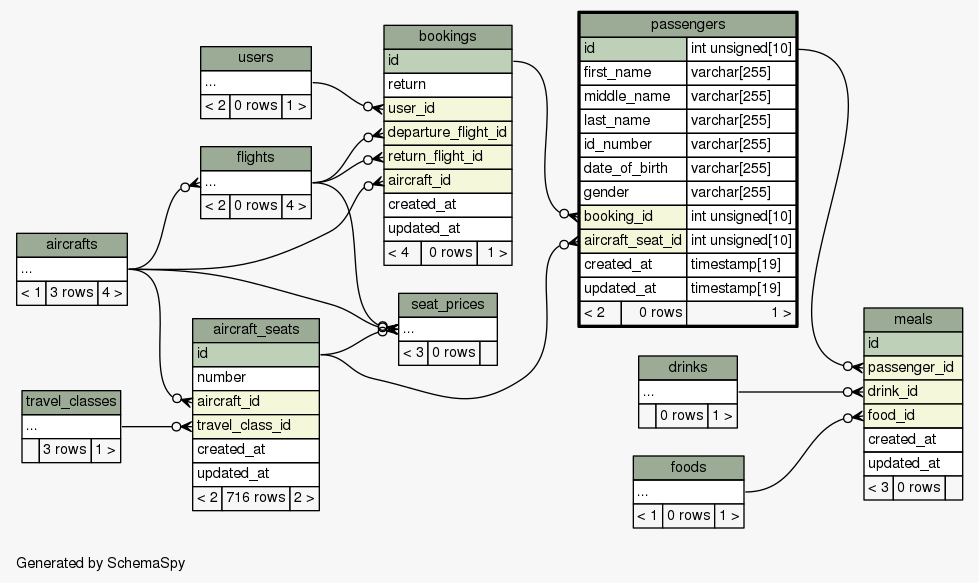 users
...
< 2 0 rows 1 >
flights
...
< 2 0 rows 4 >
aircrafts
...
< 1 3 rows 4 >
travel_classes
...
3 rows 1 >
aircraft_seats
id
number
aircraft_id
travel_class_id
created_at
updated_at
< 2 716 rows 2 >
bookings
id
return
user_id
departure_flight_id
return_flight_id
aircraft_id
created_at
updated_at
< 4 0 rows 1 >
seat_prices
...
< 3 0 rows
passengers
id int unsigned[10]
first_name varchar[255]
middle_name varchar[255]
last_name varchar[255]
id_number varchar[255]
date_of_birth varchar[255]
gender varchar[255]
booking_id int unsigned[10]
aircraft_seat_id int unsigned[10]
created_at timestamp[19]
updated_at timestamp[19]
< 2 0 rows 1 >
drinks
...
0 rows 1 >
foods
...
< 1 0 rows 1 >
meals
id
passenger_id
drink_id
food_id
created_at
updated_at
< 3 0 rows
Generated by SchemaSpy